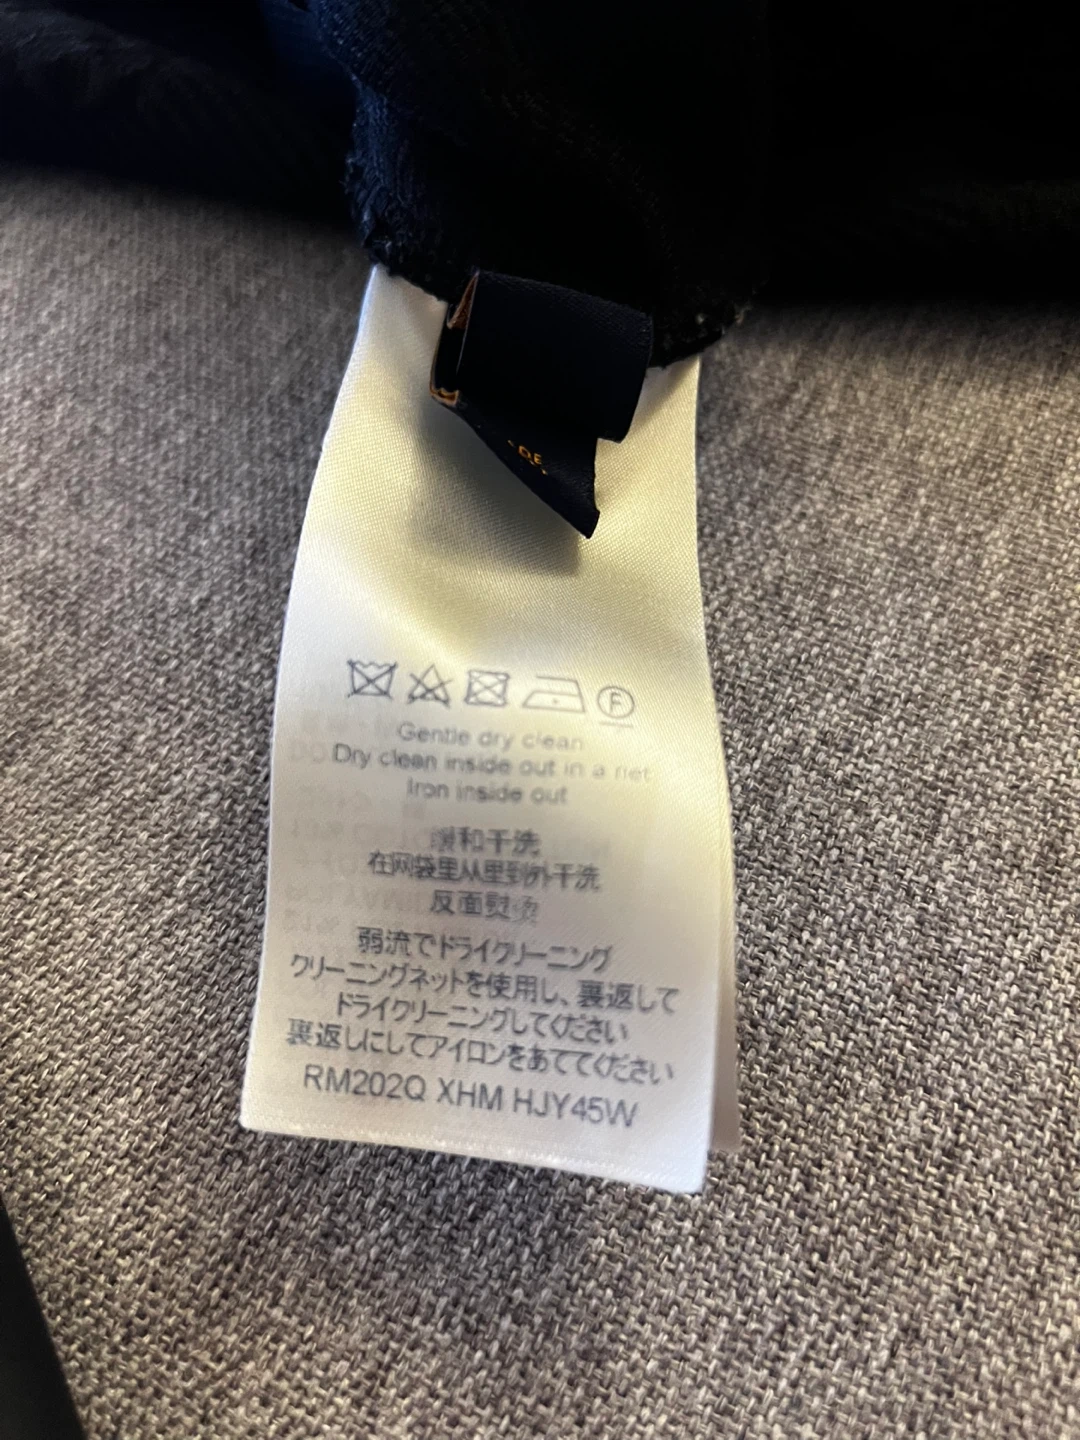 DE
F
Gentle dry clean
Dry clean inside out in a net
Iron inside out
缓和干洗
在网袋里从里到外干洗
反面熨烫
弱流でドライクリーニング
クリーニングネットを使用し、裏返して
ドライクリーニングしてください
裏返しにしてアイロンをあててください
RM202Q XHM HJY45W